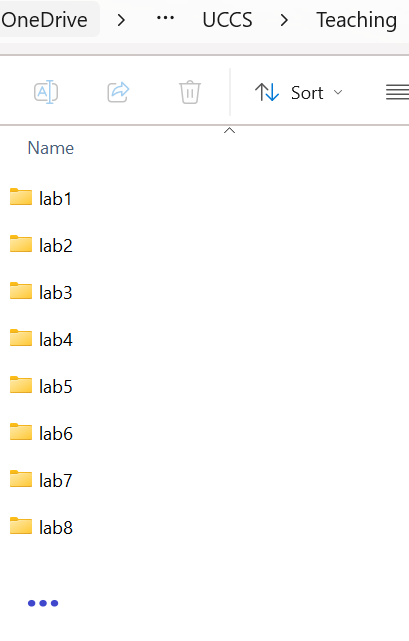 OneDrive > ... UCCS > Teaching
Sort
Name
lab1
lab2
lab3
lab4
lab5
lab6
lab7
lab8
...